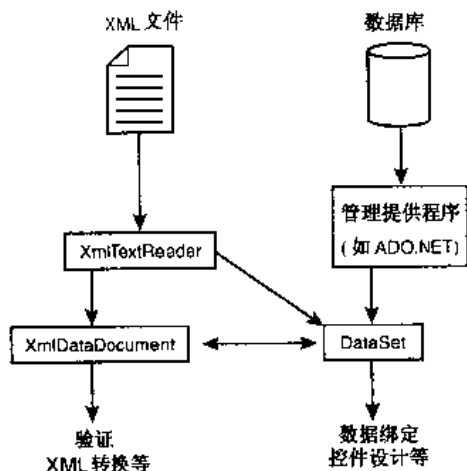 XML 文件
数据库
管理提供程序
(如 ADO.NET)
XmlTextReader
XmlDataDocument
DataSet
验证
XML 转换等
数据绑定
控件设计等